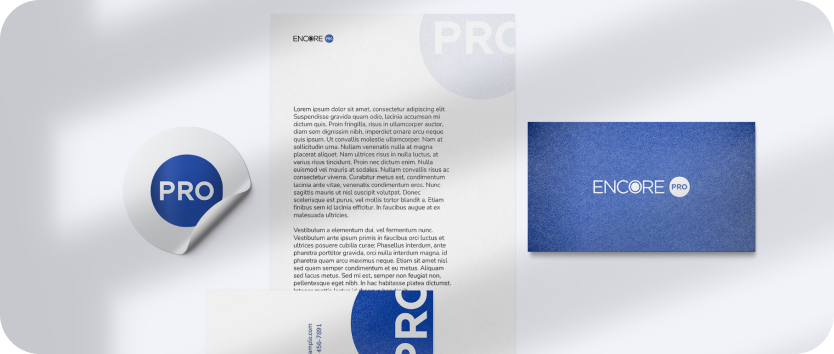 ENCORE PRO
PRO
Lorem ipsum dolor sit amet, consectetur adipiscing elit.
Suspendisse gravida quam odio, lacinia accumsan mi
dictum quis. Proin fringilla, risus in ullamcorper auctor,
diam sem dignissim nibh, imperdiet ornare arcu neque
quis ipsum. Ut convallis molestie ullamcorper. Nam at
sollicitudin urna. Nullam venenatis nulla at magna
placerat aliquet. Nam ultrices risus in nulla luctus, at
varius risus tincidunt. Proin nec dictum enim. Nulla
euismod vel mauris at sodales. Nullam convallis risus ac
consectetur viverra. Curabitur metus est, condimentum
lacinia ante vitae, venenatis condimentum eros. Nunc
sagittis mauris ut nisl suscipit volutpat. Donec
scelerisque est purus, vel mollis tortor blandit a. Etiam
finibus sem id lacinia efficitur. In faucibus augue at ex
malesuada ultricies.
Vestibulum a elementum dui, vel fermentum nunc.
Vestibulum ante ipsum primis in faucibus orci luctus et
ultrices posuere cubilia curae; Phasellus interdum, ante
pharetra portitor gravida, orci nulla interdum magna, id
pharetra quam arcu maximus neque. Etiam sit amet nisl
sed quam semper condimentum et eu metus. Aliquam
sed lacus metus. Sed mi est, semper non feugiat non,
pellentesque eget nibh. In hac habitasse platea dictumst.
PRO
ENCORE PRO
ample.com
456-7891
PRO